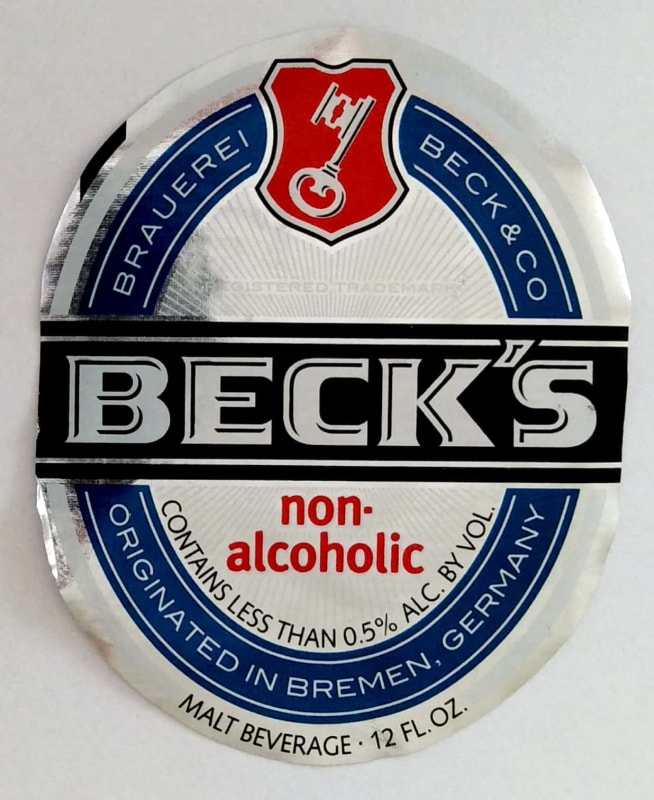 BRAUEREI BECK & CO
REGISTERED TRADEMARK
BECK'S
non-
alcoholic
CONTAINS LESS THAN 0.5% ALC. BY VOL.
ORIGINATED IN BREMEN, GERMANY
MALT BEVERAGE · 12 FL.OZ.